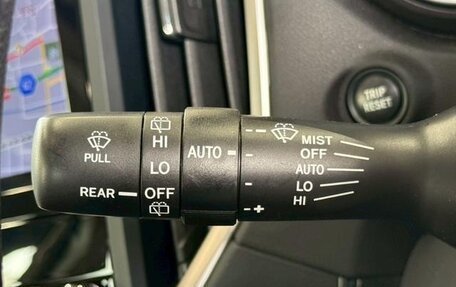 TRIP
RESET
PULL
REAR
HI
LO
OFF
AUTO
- +
MIST
OFF
AUTO
LO
HI